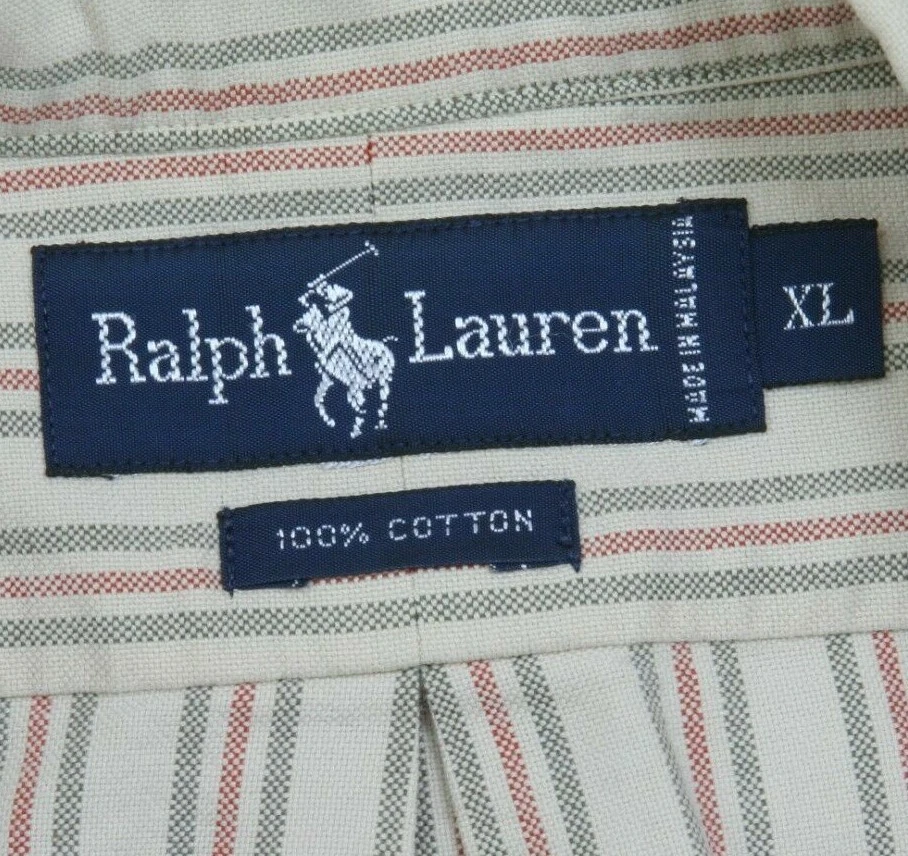 Ralph Lauren
MADE IN MALAYSIA
XL
100% COTTON